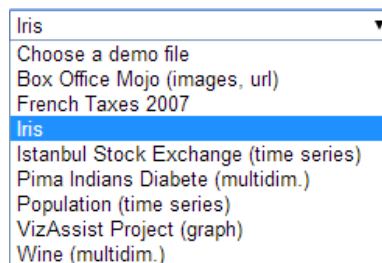 Iris
Choose a demo file
Box Office Mojo (images, url)
French Taxes 2007
Iris
Istanbul Stock Exchange (time series)
Pima Indians Diabete (multidim.)
Population (time series)
VizAssist Project (graph)
Wine (multidim.)